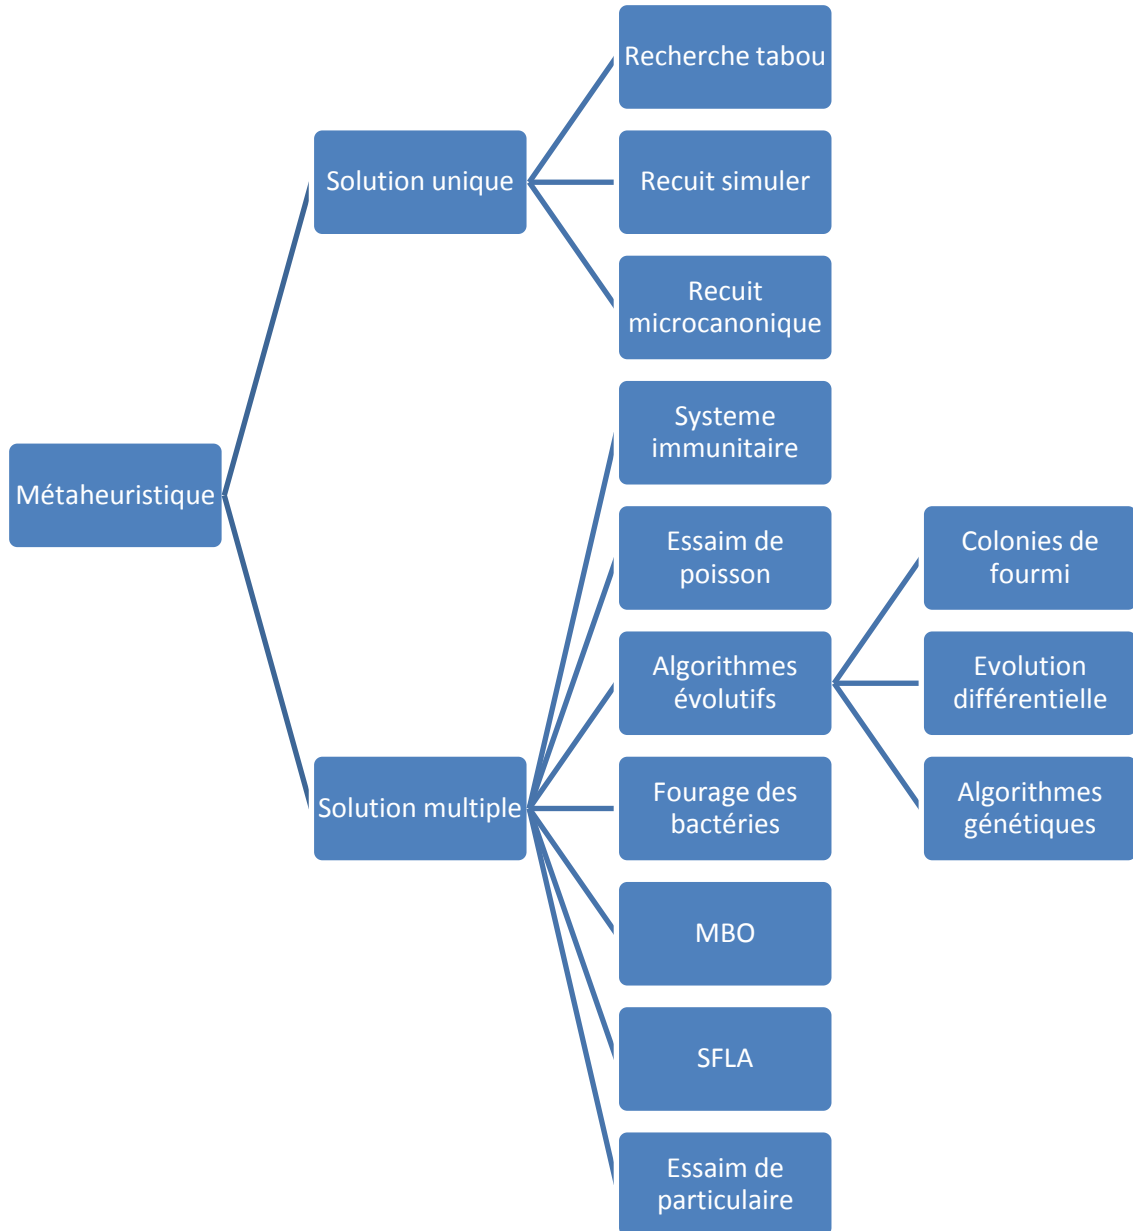 Métaheuristique
Solution unique
Recherche tabou
Recuit simuler
Recuit
microcanonique
Solution multiple
Systeme
immunitaire
Essaim de
poisson
Algorithmes
évolutifs
Colonies de
fourmi
Evolution
différentielle
Algorithmes
génétiques
Fourage des
bactéries
MBO
SFLA
Essaim de
particulaire